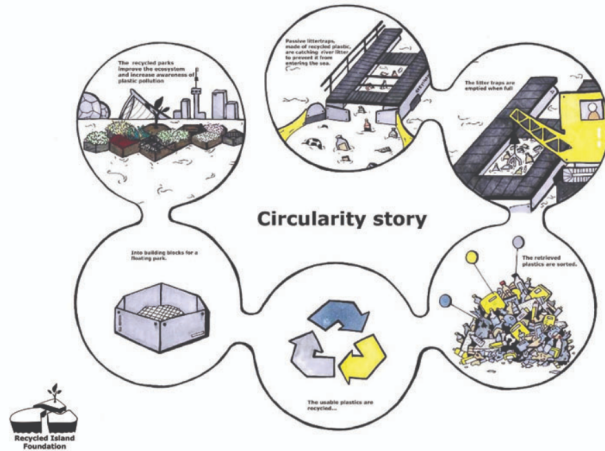 The recycled parks
improve the ecosystem
and increase awareness of
plastic pollution
Passive littertraps,
made of recycled plastic,
are catching river litter
to prevent it from
entering the sea.
The litter traps are
emptied when full
Circularity story
Into building blocks for a
floating park.
The retrieved
plastics are sorted.
The usable plastics are
recycled...
Recycled Island
Foundation